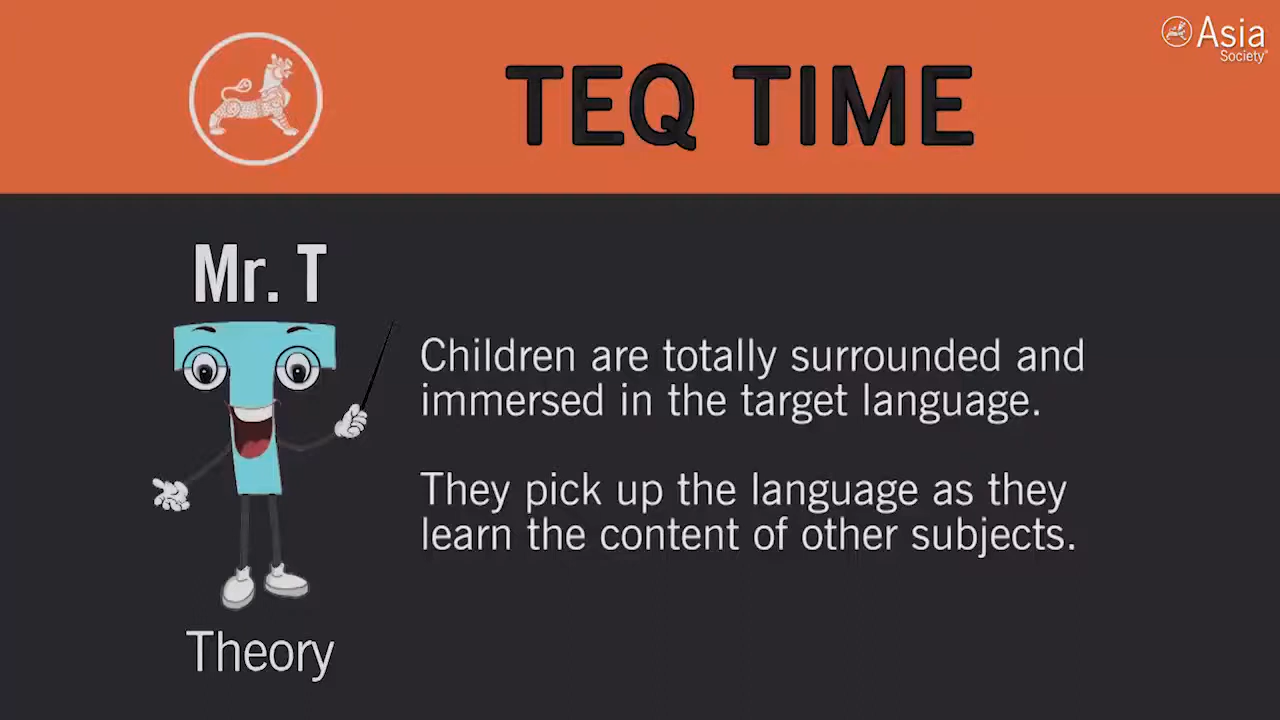 Asia
Society
TEQ TIME
Mr. T
Children are totally surrounded and
immersed in the target language.
They pick up the language as they
learn the content of other subjects.
Theory